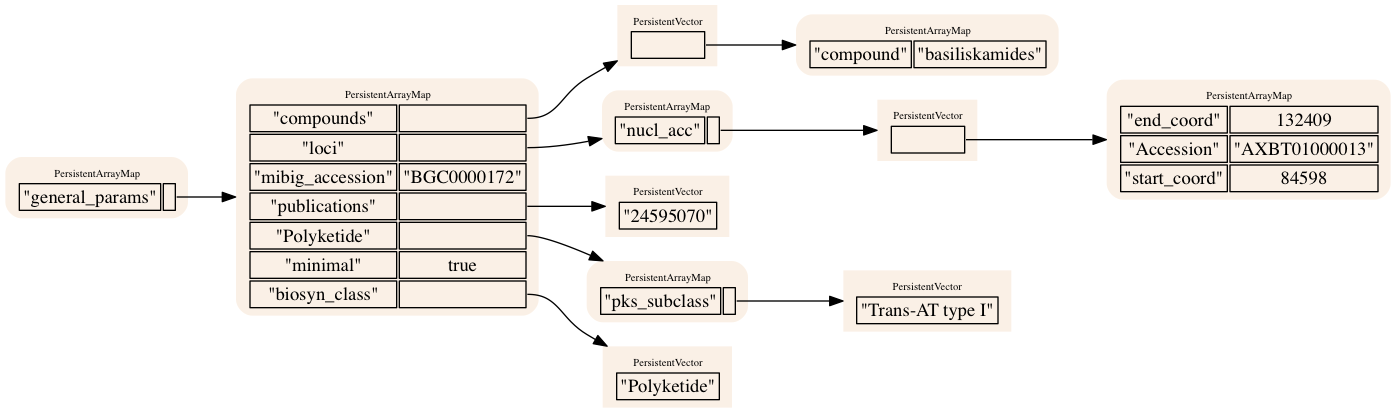 PersistentArrayMap
"general_params"
PersistentArrayMap
"compounds"
"loci"
"mibig_accession" "BGC0000172"
"publications"
"Polyketide"
"minimal" true
"biosyn_class"
PersistentVector
PersistentArrayMap
"compound" "basiliskamides"
PersistentArrayMap
"nucl_acc"
PersistentVector
PersistentArrayMap
"end_coord" 132409
"Accession" "AXBT01000013"
"start_coord" 84598
PersistentVector
"24595070"
PersistentArrayMap
"pks_subclass"
PersistentVector
"Trans-AT type I"
PersistentVector
"Polyketide"